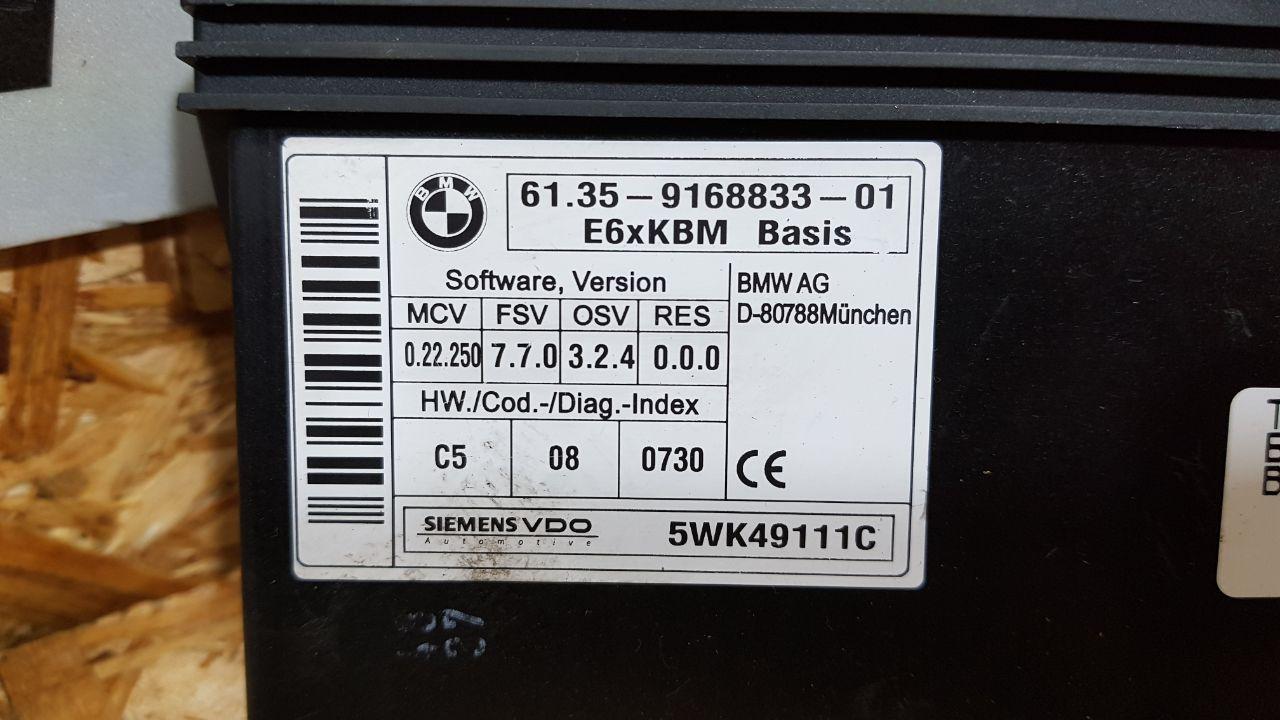 BMW
61.35-9168833-01
E6xKBM Basis
Software, Version
MCV FSV OSV RES
0.22.250 7.7.0 3.2.4 0.0.0
BMW AG
D-80788München
HW./Cod.-/Diag.-Index
C5 08 0730
CE
SIEMENS VDO
Automotive
5WK49111C